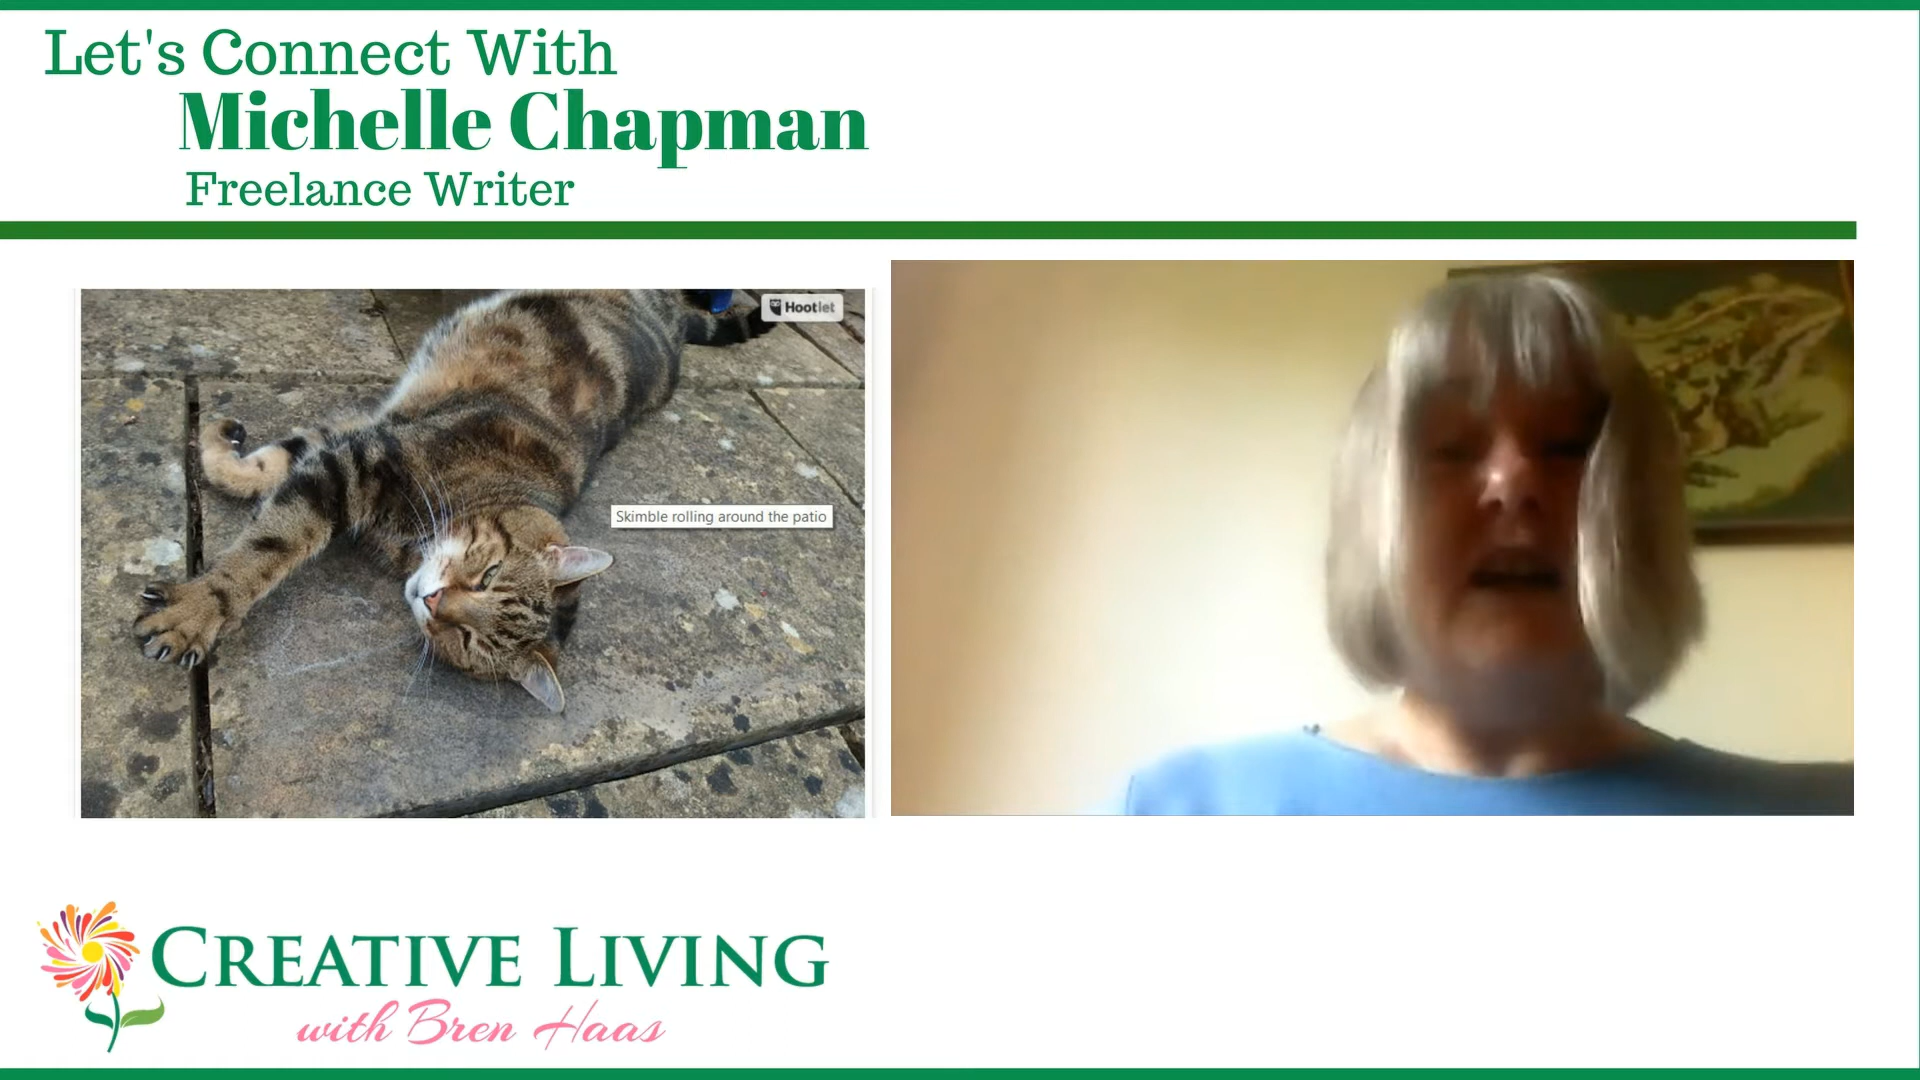 Let's Connect With
Michelle Chapman
Freelance Writer
Hootlet
Skimble rolling around the patio
CREATIVE LIVING
with Bren Haas